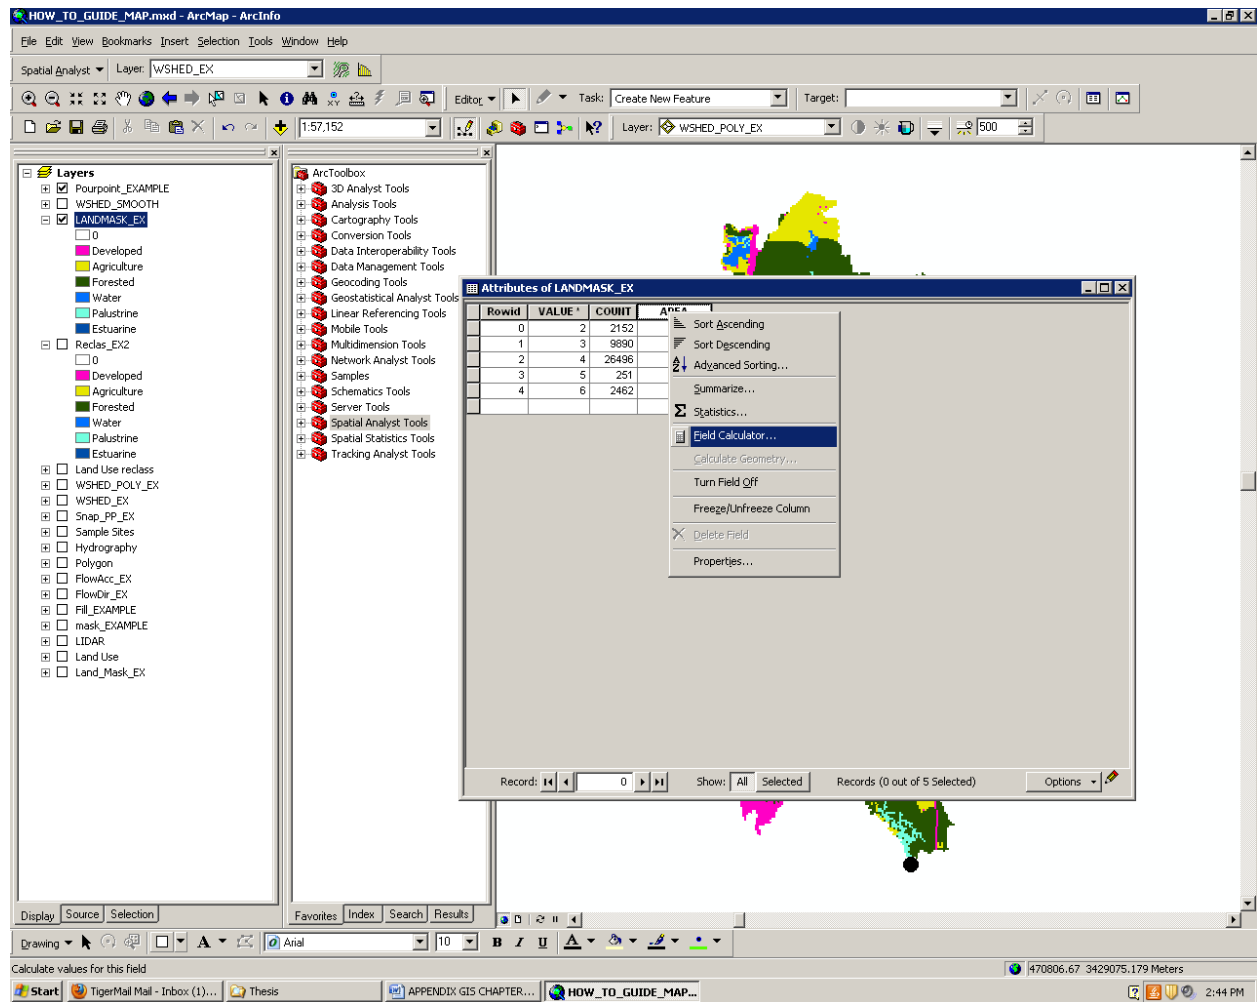 HOW_TO_GUIDE_MAP.mxd - ArcMap - ArcInfo
File Edit View Bookmarks Insert Selection Tools Window Help
Spatial Analyst Layer: WSHED_EX
Editor Task: Create New Feature Target:
1:57,152 Layer: WSHED_POLY_EX 500
Layers
Pourpoint_EXAMPLE
WSHED_SMOOTH
LANDMASK_EX
0
Developed
Agriculture
Forested
Water
Palustrine
Estuarine
Reclas_EX2
0
Developed
Agriculture
Forested
Water
Palustrine
Estuarine
Land Use reclass
WSHED_POLY_EX
WSHED_EX
Snap_PP_EX
Sample Sites
Hydrography
Polygon
FlowAcc_EX
FlowDir_EX
Fill_EXAMPLE
mask_EXAMPLE
LIDAR
Land Use
Land_Mask_EX
Display Source Selection
ArcToolbox
3D Analyst Tools
Analysis Tools
Cartography Tools
Conversion Tools
Data Interoperability Tools
Data Management Tools
Geocoding Tools
Geostatistical Analyst Tools
Linear Referencing Tools
Mobile Tools
Multidimension Tools
Network Analyst Tools
Samples
Schematics Tools
Server Tools
Spatial Analyst Tools
Spatial Statistics Tools
Tracking Analyst Tools
Favorites Index Search Results
Attributes of LANDMASK_EX
Rowid VALUE * COUNT AREA
0 2 2152
1 3 9890
2 4 26496
3 5 251
4 6 2462
Sort Ascending
Sort Descending
Advanced Sorting...
Summarize...
Statistics...
Field Calculator...
Calculate Geometry...
Turn Field Off
Freeze/Unfreeze Column
Delete Field
Properties...
Record: 0 Show: All Selected Records (0 out of 5 Selected) Options
Drawing A Arial 10 B I U A
Calculate values for this field 470806.67 3429075.179 Meters
Start TigerMail Mail - Inbox (1)... Thesis APPENDIX GIS CHAPTER... HOW_TO_GUIDE_MAP... 2:44 PM